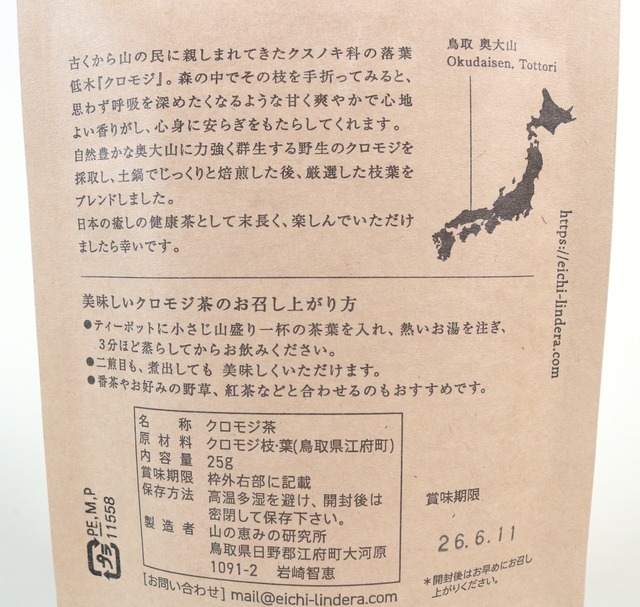 古くから山の民に親しまれてきたクスノキ科の落葉
低木『クロモジ』。森の中でその枝を手折ってみると、
思わず呼吸を深めたくなるような甘く爽やかで心地
よい香りがし、心身に安らぎをもたらしてくれます。
自然豊かな奥大山に力強く群生する野生のクロモジを
採取し、土鍋でじっくりと焙煎した後、厳選した枝葉を
ブレンドしました。
日本の癒しの健康茶として末長く、楽しんでいただけ
ましたら幸いです。
鳥取 奥大山
Okudaisen, Tottori
https://eichi-lindera.com
美味しいクロモジ茶のお召し上がり方
●ティーポットに小さじ山盛り一杯の茶葉を入れ、熱いお湯を注ぎ、
3分ほど蒸らしてからお飲みください。
●二煎目も、煮出しても 美味しくいただけます。
●番茶やお好みの野草、紅茶などと合わせるのもおすすめです。
名称 クロモジ茶
原材料 クロモジ枝・葉(鳥取県江府町)
内容量 25g
賞味期限 枠外右部に記載
保存方法 高温多湿を避け、開封後は
密閉して保存下さい。
製造者 山の恵みの研究所
鳥取県日野郡江府町大河原
1091-2 岩崎智恵
[お問い合わせ] mail@eichi-lindera.com
プラ
PE.M.P
11558
賞味期限
26.6.11
*開封後はお早めにお召し
上がりください。